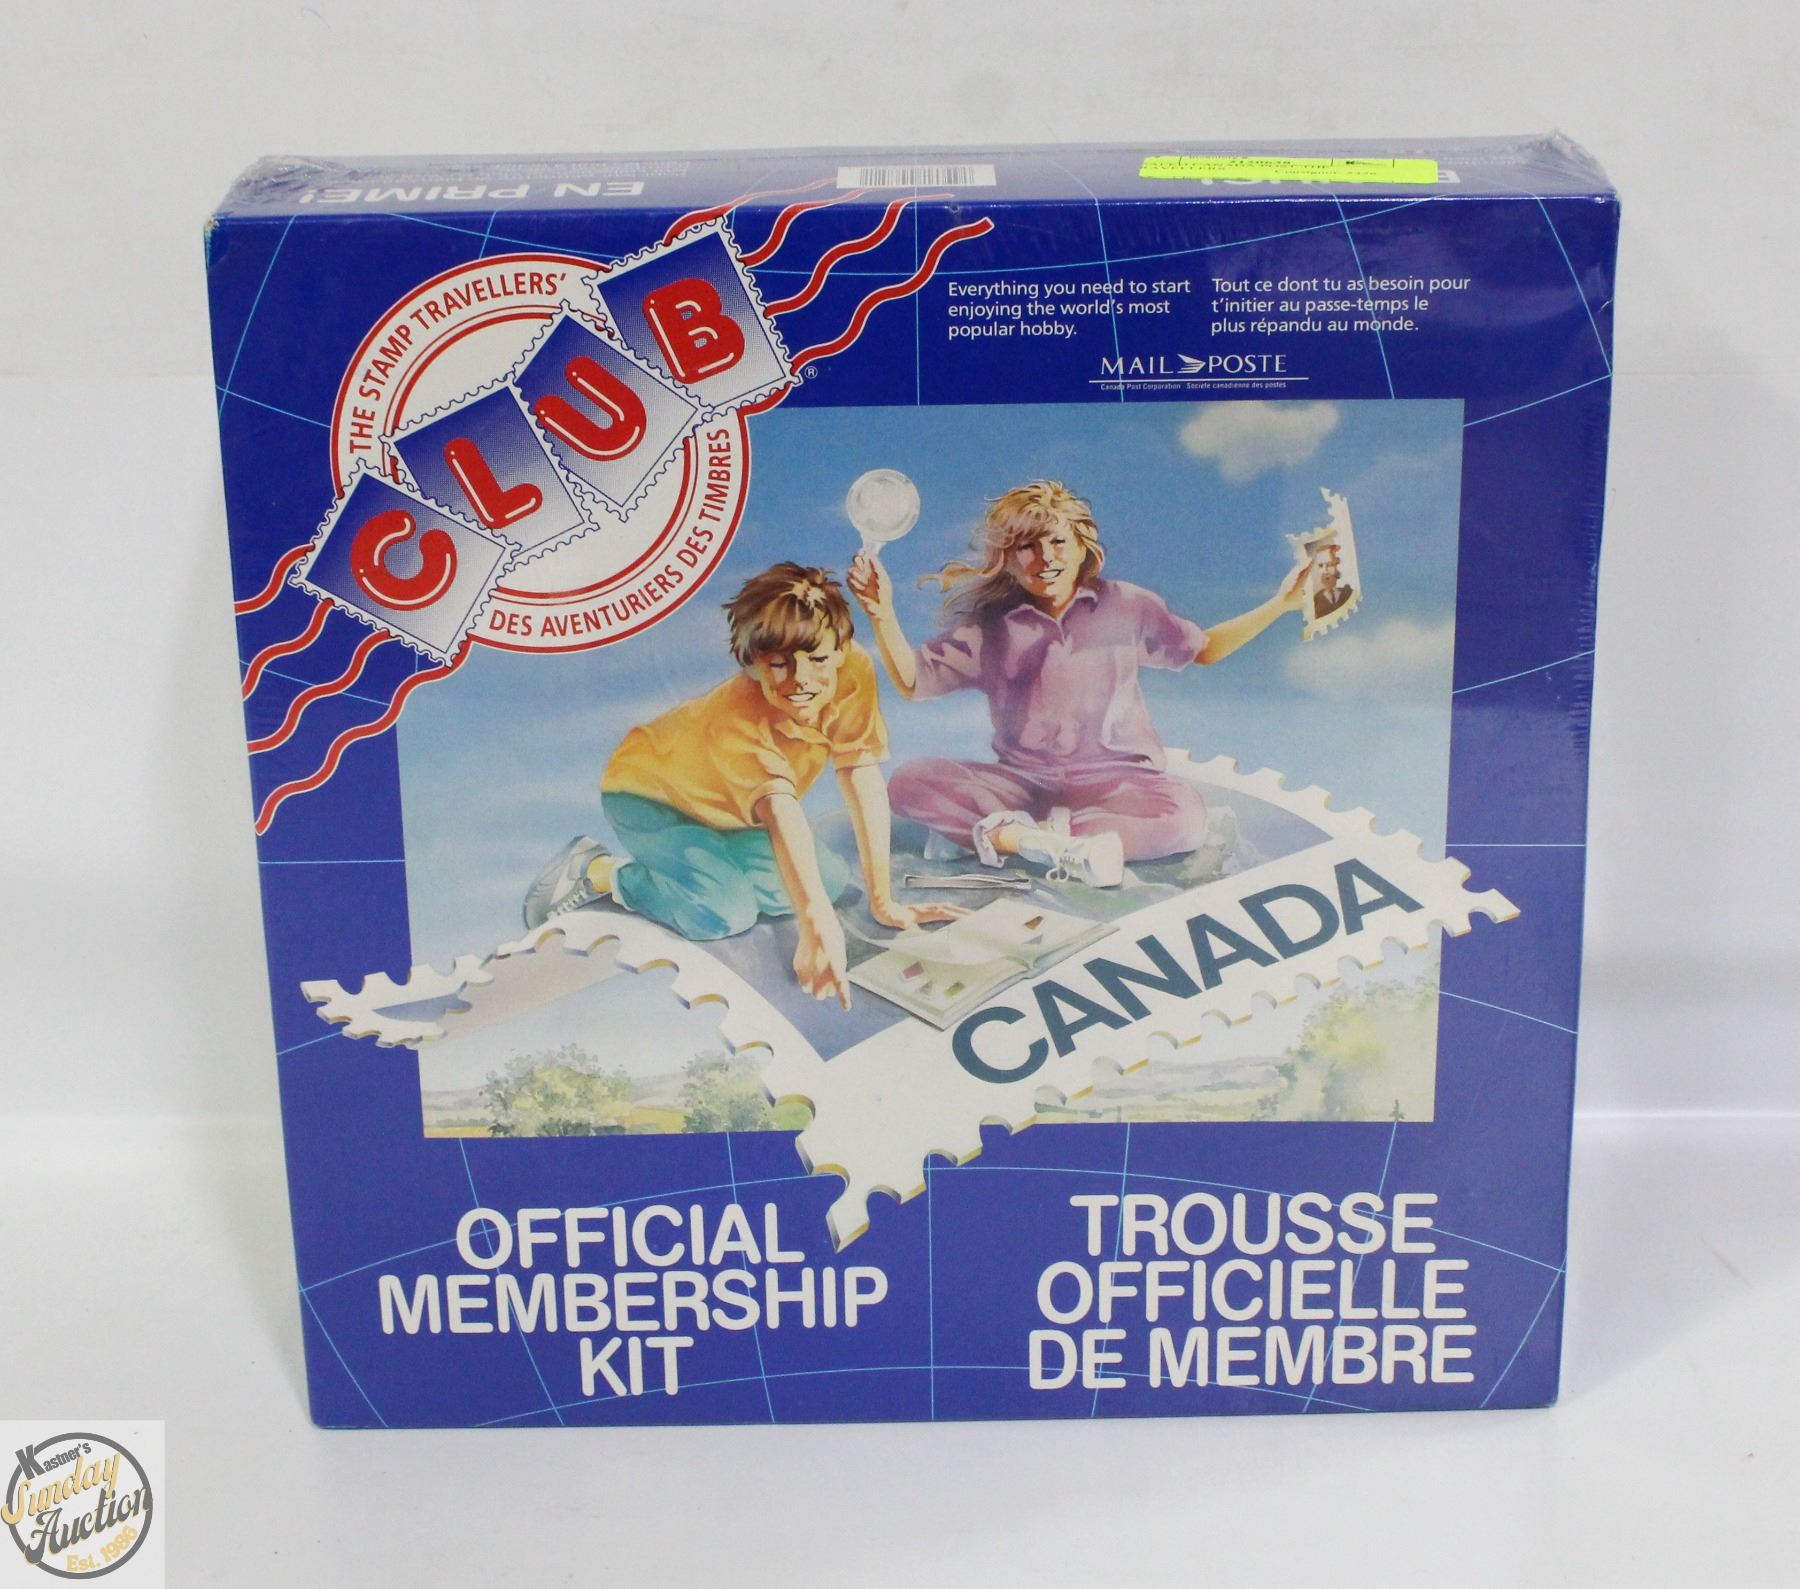 EN PRIME!
THE STAMP TRAVELLERS'
CLUB
®
DES AVENTURIERS DES TIMBRES
Everything you need to start
enjoying the world's most
popular hobby.
Tout ce dont tu as besoin pour
t'initier au passe-temps le
plus répandu au monde.
MAIL POSTE
Canada Post Corporation Société canadienne des postes
CANADA
OFFICIAL
MEMBERSHIP
KIT
TROUSSE
OFFICIELLE
DE MEMBRE
Kastner's
Sunday
Auction
Est. 1986